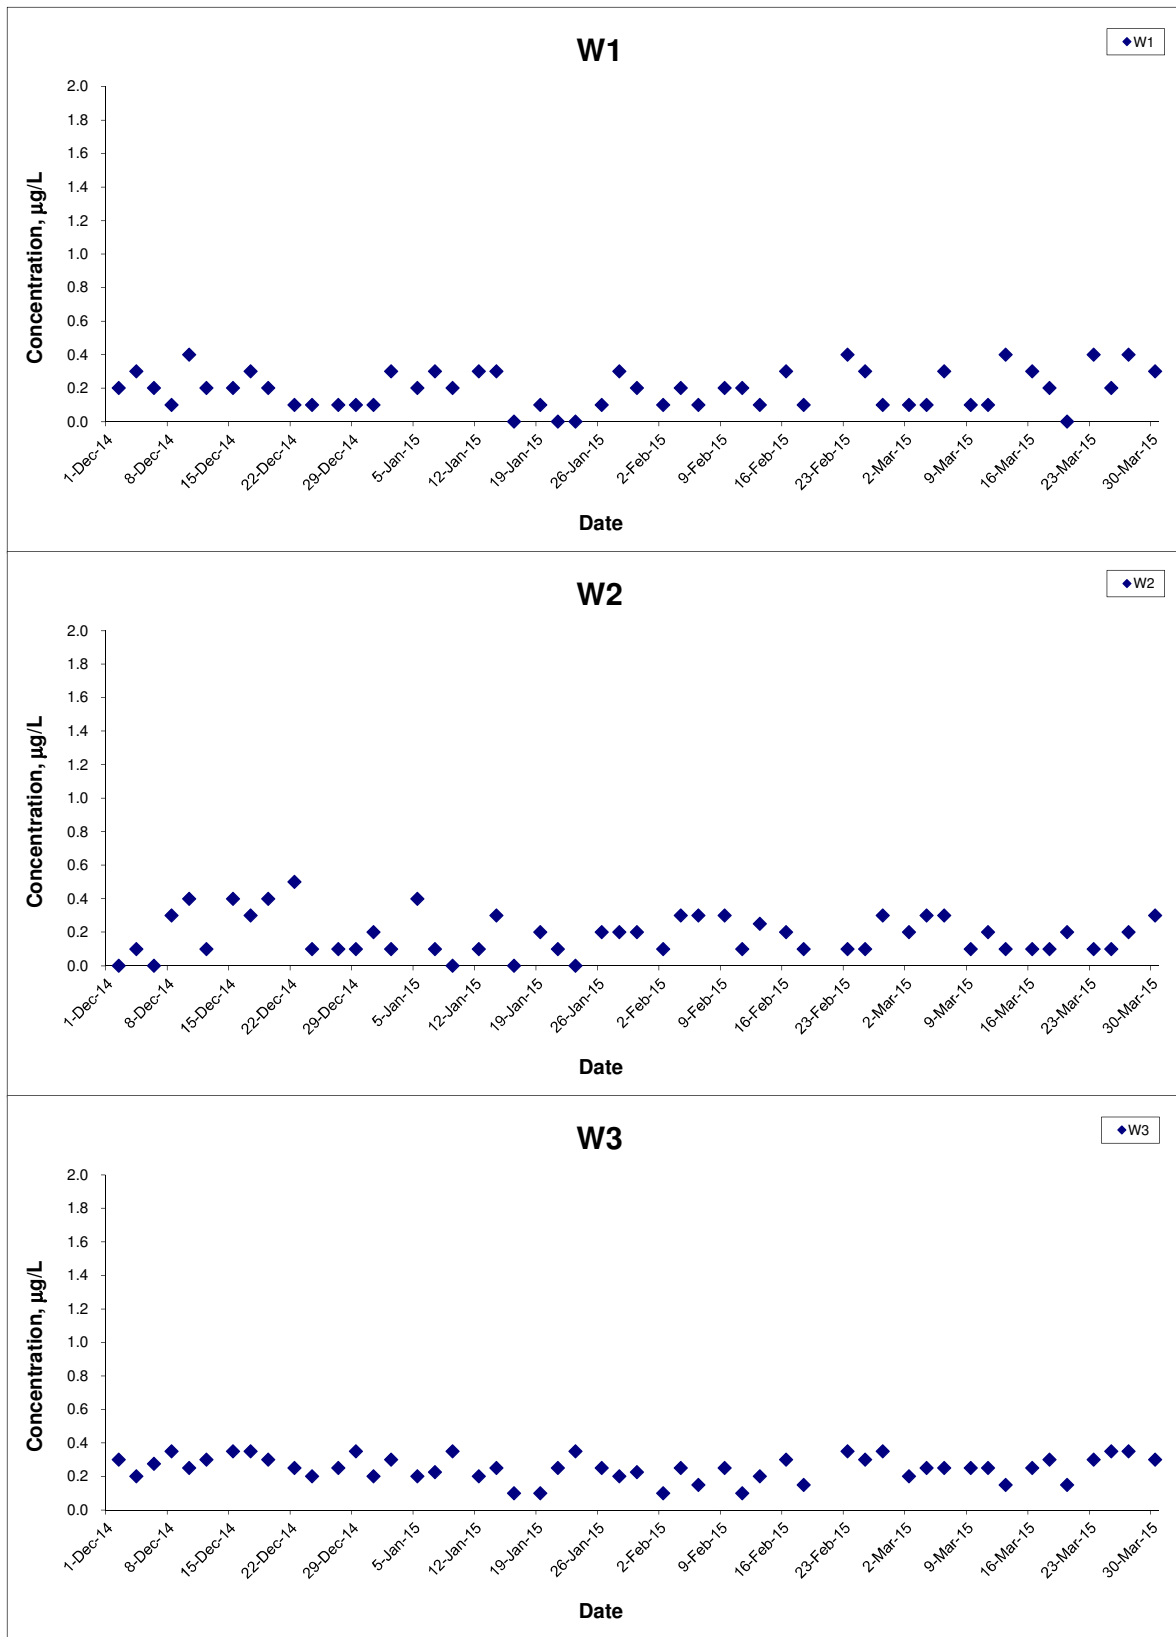 W1
W1
Concentration, µg/L
2.0
1.8
1.6
1.4
1.2
1.0
0.8
0.6
0.4
0.2
0.0
1-Dec-14
8-Dec-14
15-Dec-14
22-Dec-14
29-Dec-14
5-Jan-15
12-Jan-15
19-Jan-15
26-Jan-15
2-Feb-15
9-Feb-15
16-Feb-15
23-Feb-15
2-Mar-15
9-Mar-15
16-Mar-15
23-Mar-15
30-Mar-15
Date
W2
W2
Concentration, µg/L
2.0
1.8
1.6
1.4
1.2
1.0
0.8
0.6
0.4
0.2
0.0
1-Dec-14
8-Dec-14
15-Dec-14
22-Dec-14
29-Dec-14
5-Jan-15
12-Jan-15
19-Jan-15
26-Jan-15
2-Feb-15
9-Feb-15
16-Feb-15
23-Feb-15
2-Mar-15
9-Mar-15
16-Mar-15
23-Mar-15
30-Mar-15
Date
W3
W3
Concentration, µg/L
2.0
1.8
1.6
1.4
1.2
1.0
0.8
0.6
0.4
0.2
0.0
1-Dec-14
8-Dec-14
15-Dec-14
22-Dec-14
29-Dec-14
5-Jan-15
12-Jan-15
19-Jan-15
26-Jan-15
2-Feb-15
9-Feb-15
16-Feb-15
23-Feb-15
2-Mar-15
9-Mar-15
16-Mar-15
23-Mar-15
30-Mar-15
Date